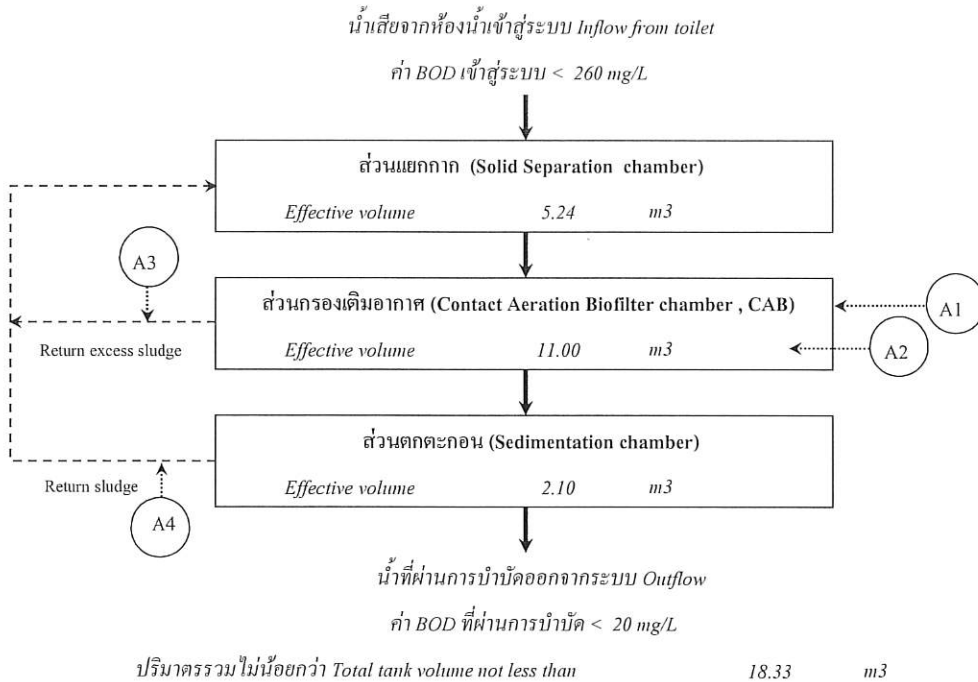 น้ำเสียจากห้องน้ำเข้าสู่ระบบ Inflow from toilet
ค่า BOD เข้าสู่ระบบ < 260 mg/L
ส่วนแยกกาก (Solid Separation chamber)
Effective volume 5.24 m3
A3
ส่วนกรองเติมอากาศ (Contact Aeration Biofilter chamber , CAB)
A1
Return excess sludge
Effective volume 11.00 m3
A2
ส่วนตกตะกอน (Sedimentation chamber)
Return sludge
Effective volume 2.10 m3
A4
น้ำที่ผ่านการบำบัดออกจากระบบ Outflow
ค่า BOD ที่ผ่านการบำบัด < 20 mg/L
ปริมาตรรวมไม่น้อยกว่า Total tank volume not less than 18.33 m3